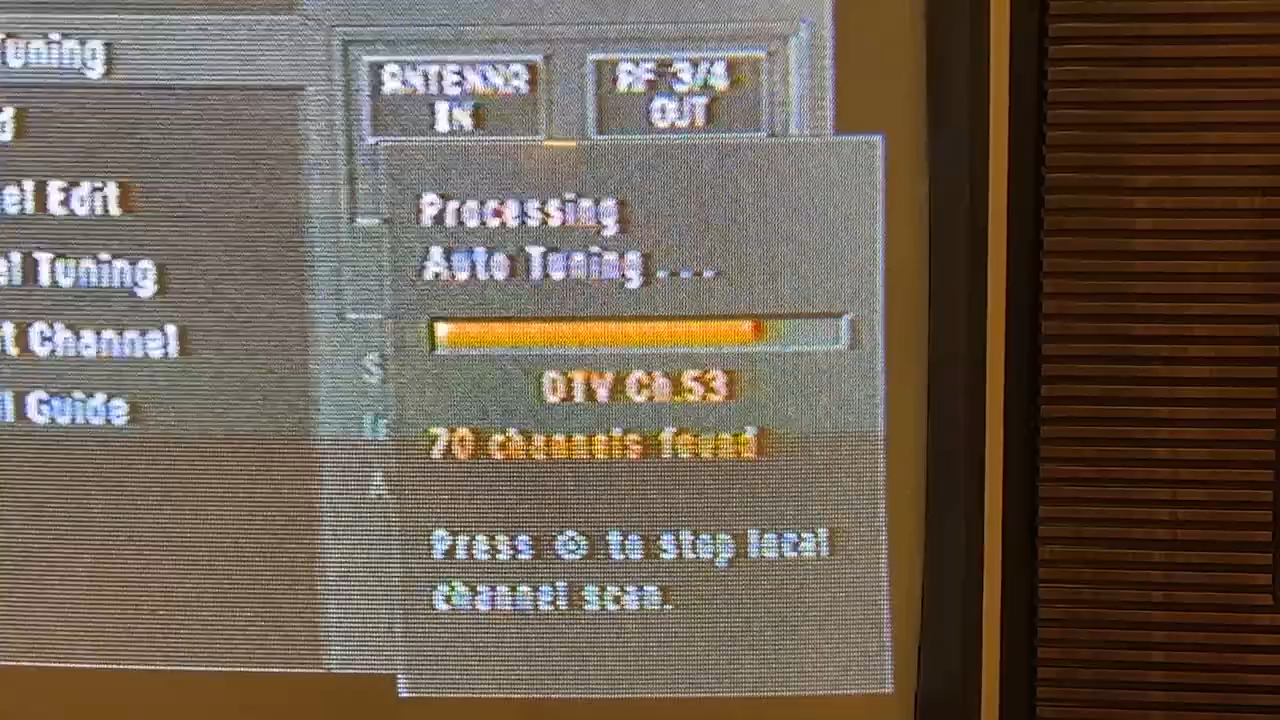 Tuning
ANTENNA
IN
RF 3/4
OUT
el Edit
el Tuning
t Channel
Guide
Processing
Auto Tuning....
DTV Ch.53
70 channels found
Press to stop local
channel scan.
S
A